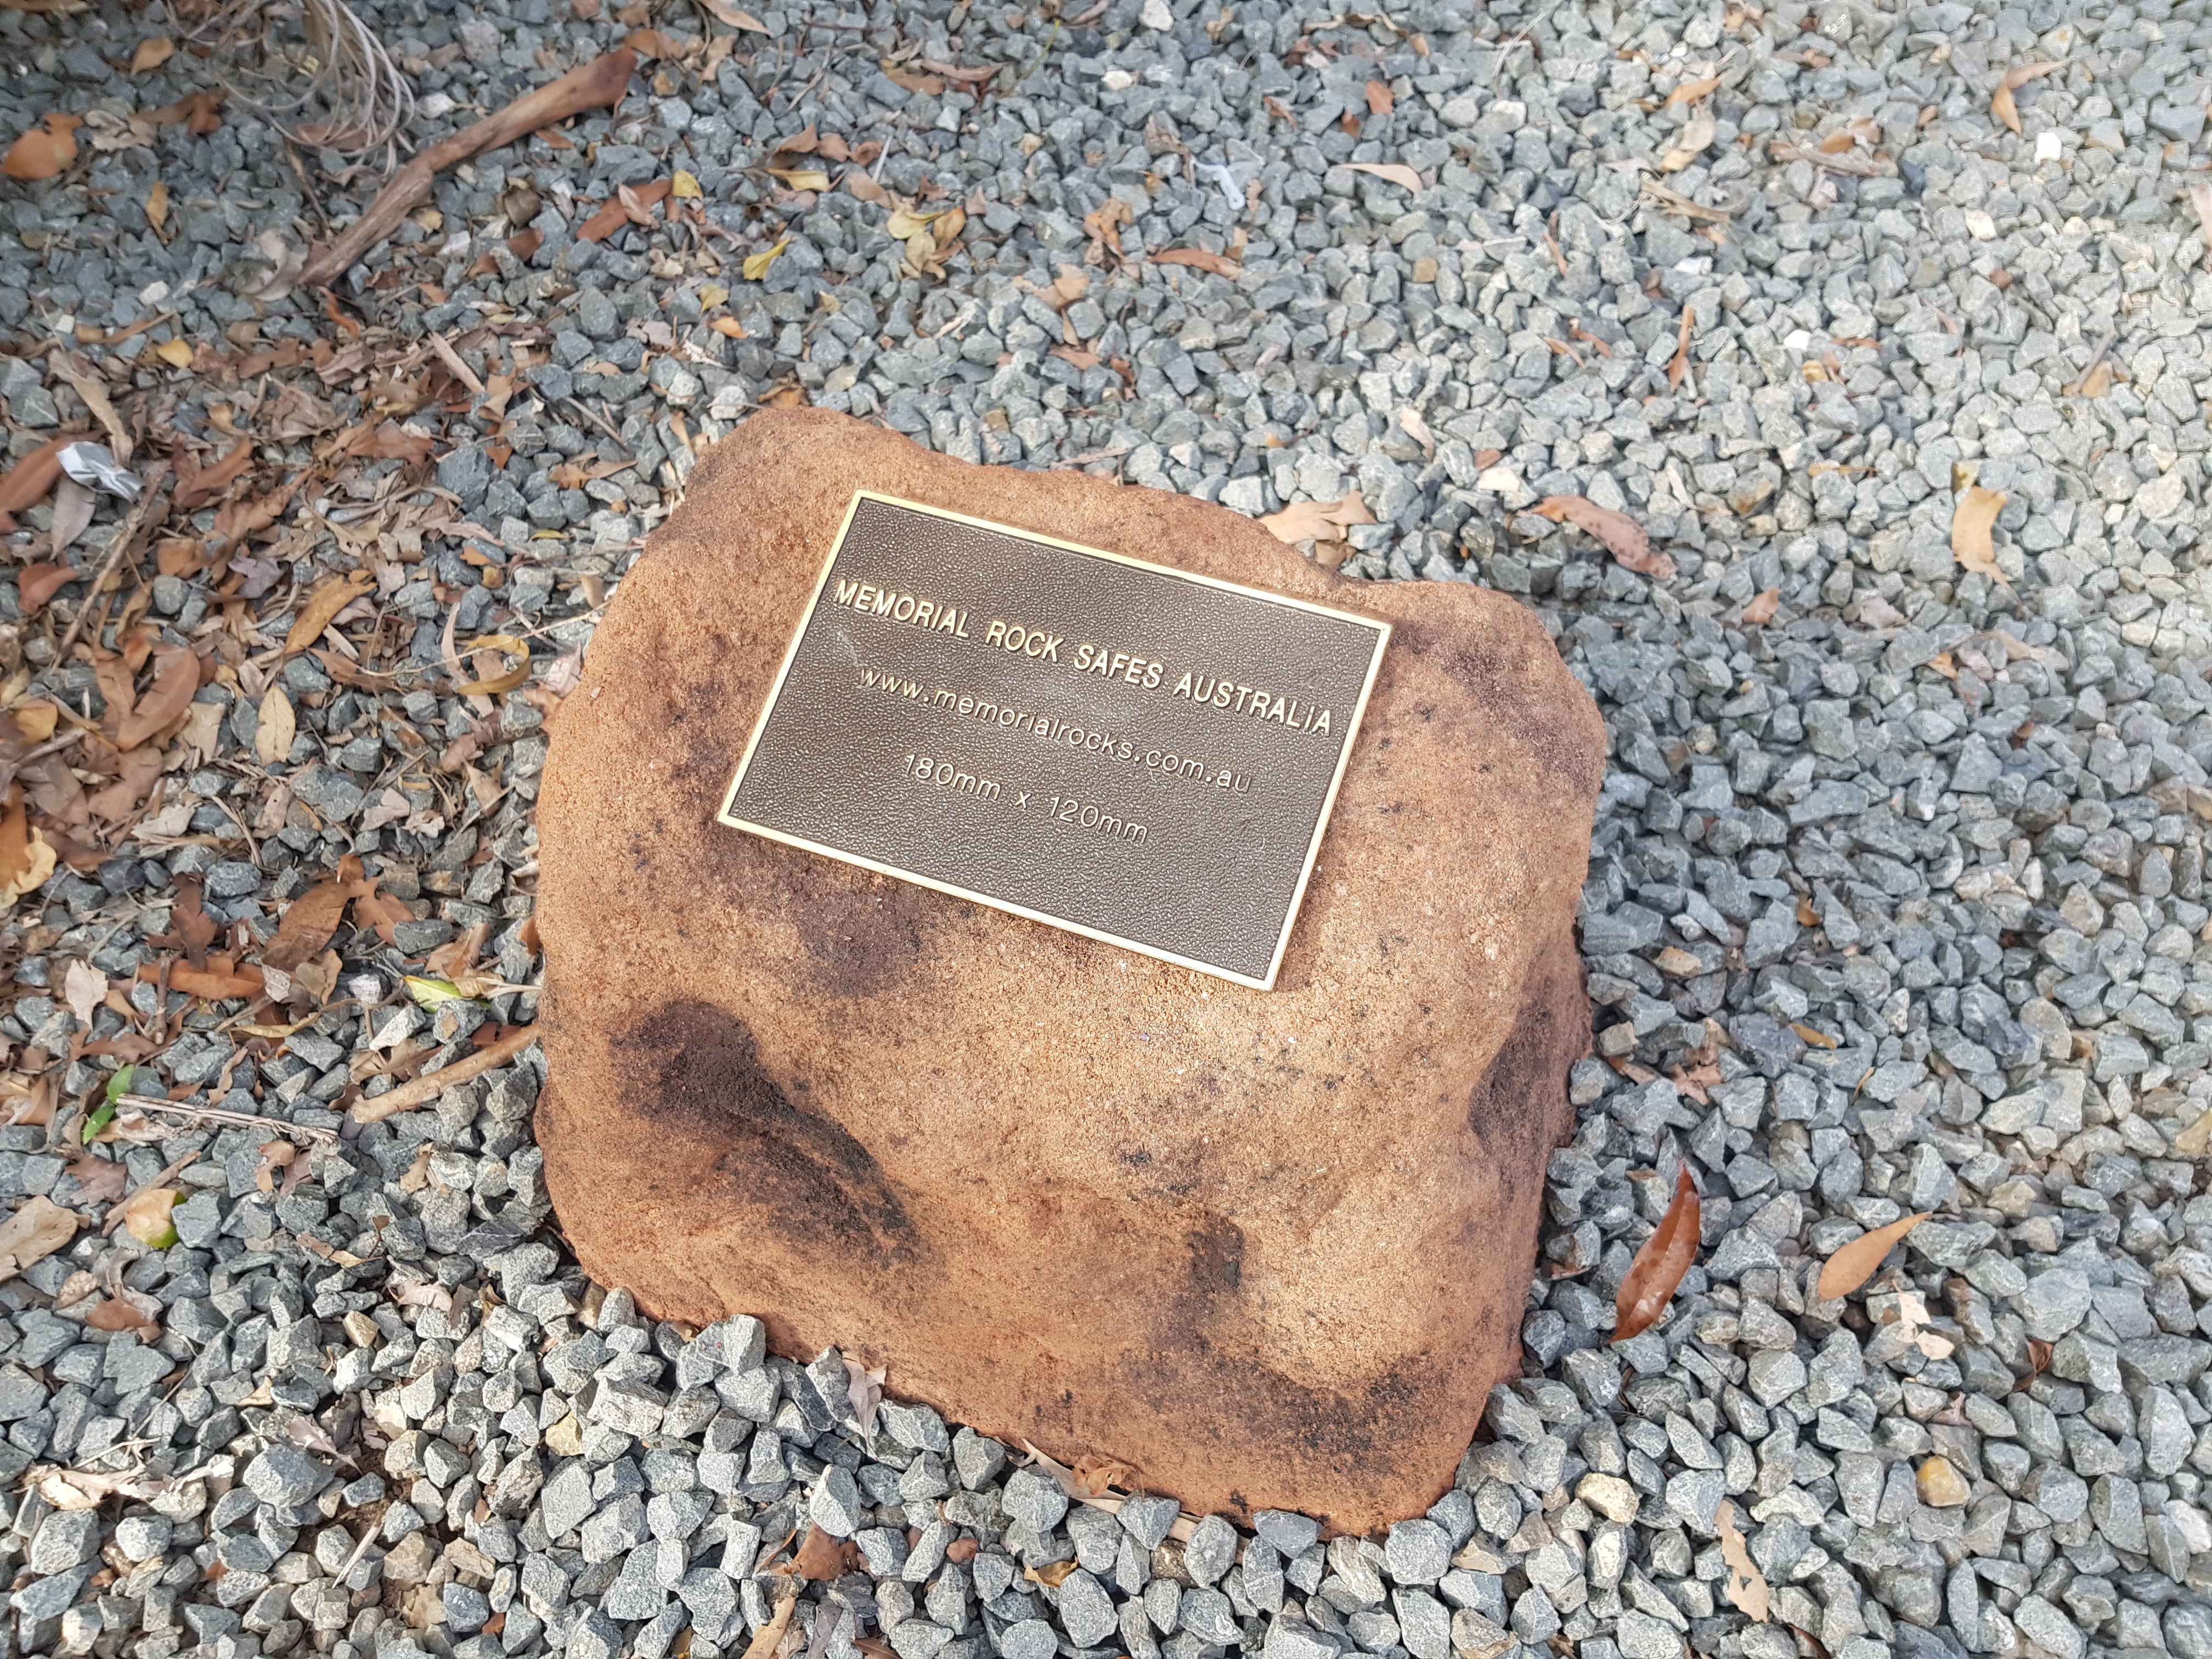 MEMORIAL ROCK SAFES AUSTRALIA
www.memorialrocks.com.au
180mm x 120mm